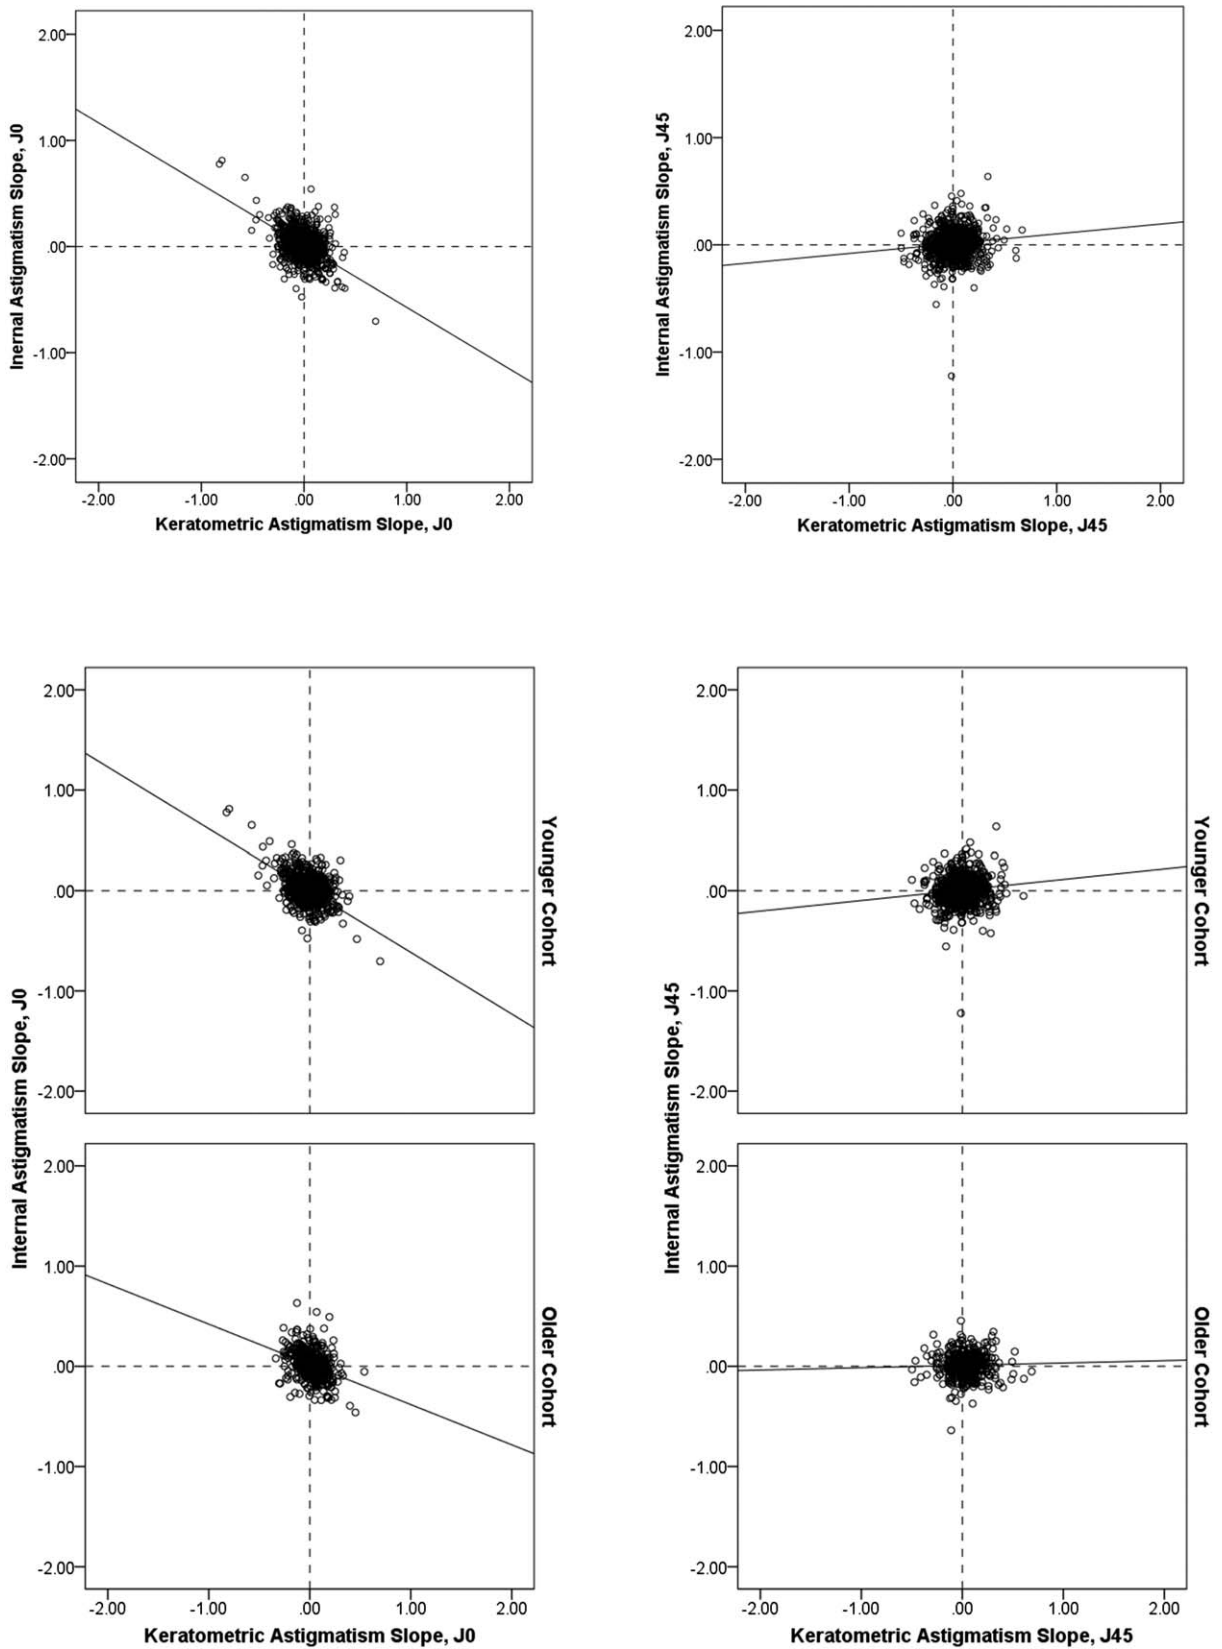 2.00
1.00
.00
-1.00
-2.00
Inernal Astigmatism Slope, J0
-2.00 -1.00 .00 1.00 2.00
Keratometric Astigmatism Slope, J0
2.00
1.00
.00
-1.00
-2.00
Internal Astigmatism Slope, J45
-2.00 -1.00 .00 1.00 2.00
Keratometric Astigmatism Slope, J45
Internal Astigmatism Slope, J0
2.00
1.00
.00
-1.00
-2.00
Younger Cohort
2.00
1.00
.00
-1.00
-2.00
Older Cohort
-2.00 -1.00 .00 1.00 2.00
Keratometric Astigmatism Slope, J0
Internal Astigmatism Slope, J45
2.00
1.00
.00
-1.00
-2.00
Younger Cohort
2.00
1.00
.00
-1.00
-2.00
Older Cohort
-2.00 -1.00 .00 1.00 2.00
Keratometric Astigmatism Slope, J45